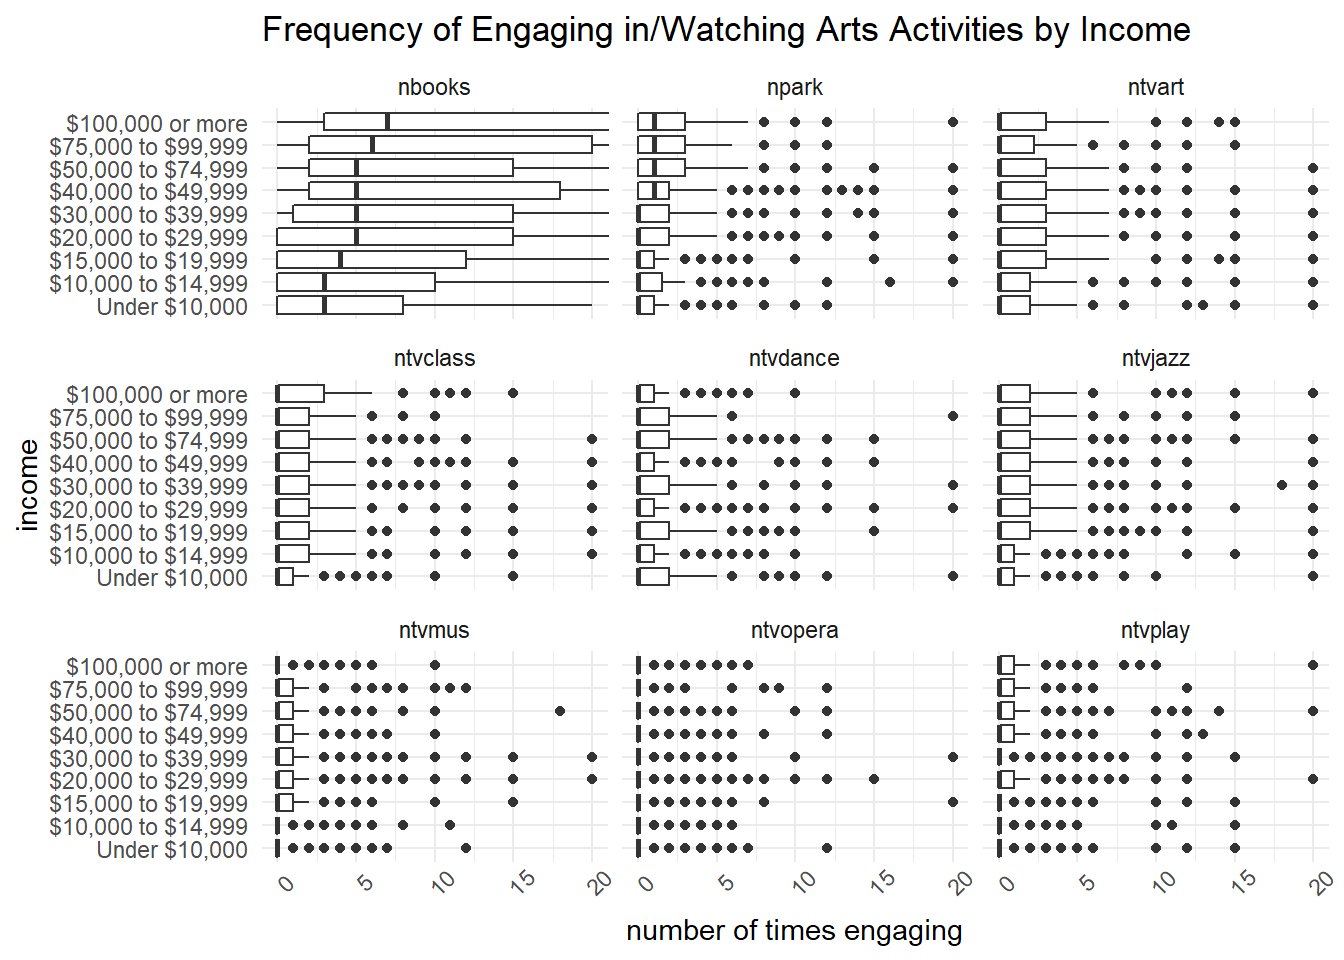 Frequency of Engaging in/Watching Arts Activities by Income
nbooks npark ntvart
$100,000 or more
$75,000 to $99,999
$50,000 to $74,999
$40,000 to $49,999
$30,000 to $39,999
$20,000 to $29,999
$15,000 to $19,999
$10,000 to $14,999
Under $10,000
ntvclass ntvdance ntvjazz
$100,000 or more
$75,000 to $99,999
$50,000 to $74,999
$40,000 to $49,999
$30,000 to $39,999
$20,000 to $29,999
$15,000 to $19,999
$10,000 to $14,999
Under $10,000
income
ntvmus ntvopera ntvplay
$100,000 or more
$75,000 to $99,999
$50,000 to $74,999
$40,000 to $49,999
$30,000 to $39,999
$20,000 to $29,999
$15,000 to $19,999
$10,000 to $14,999
Under $10,000
0 5 10 15 20 0 5 10 15 20 0 5 10 15 20
number of times engaging